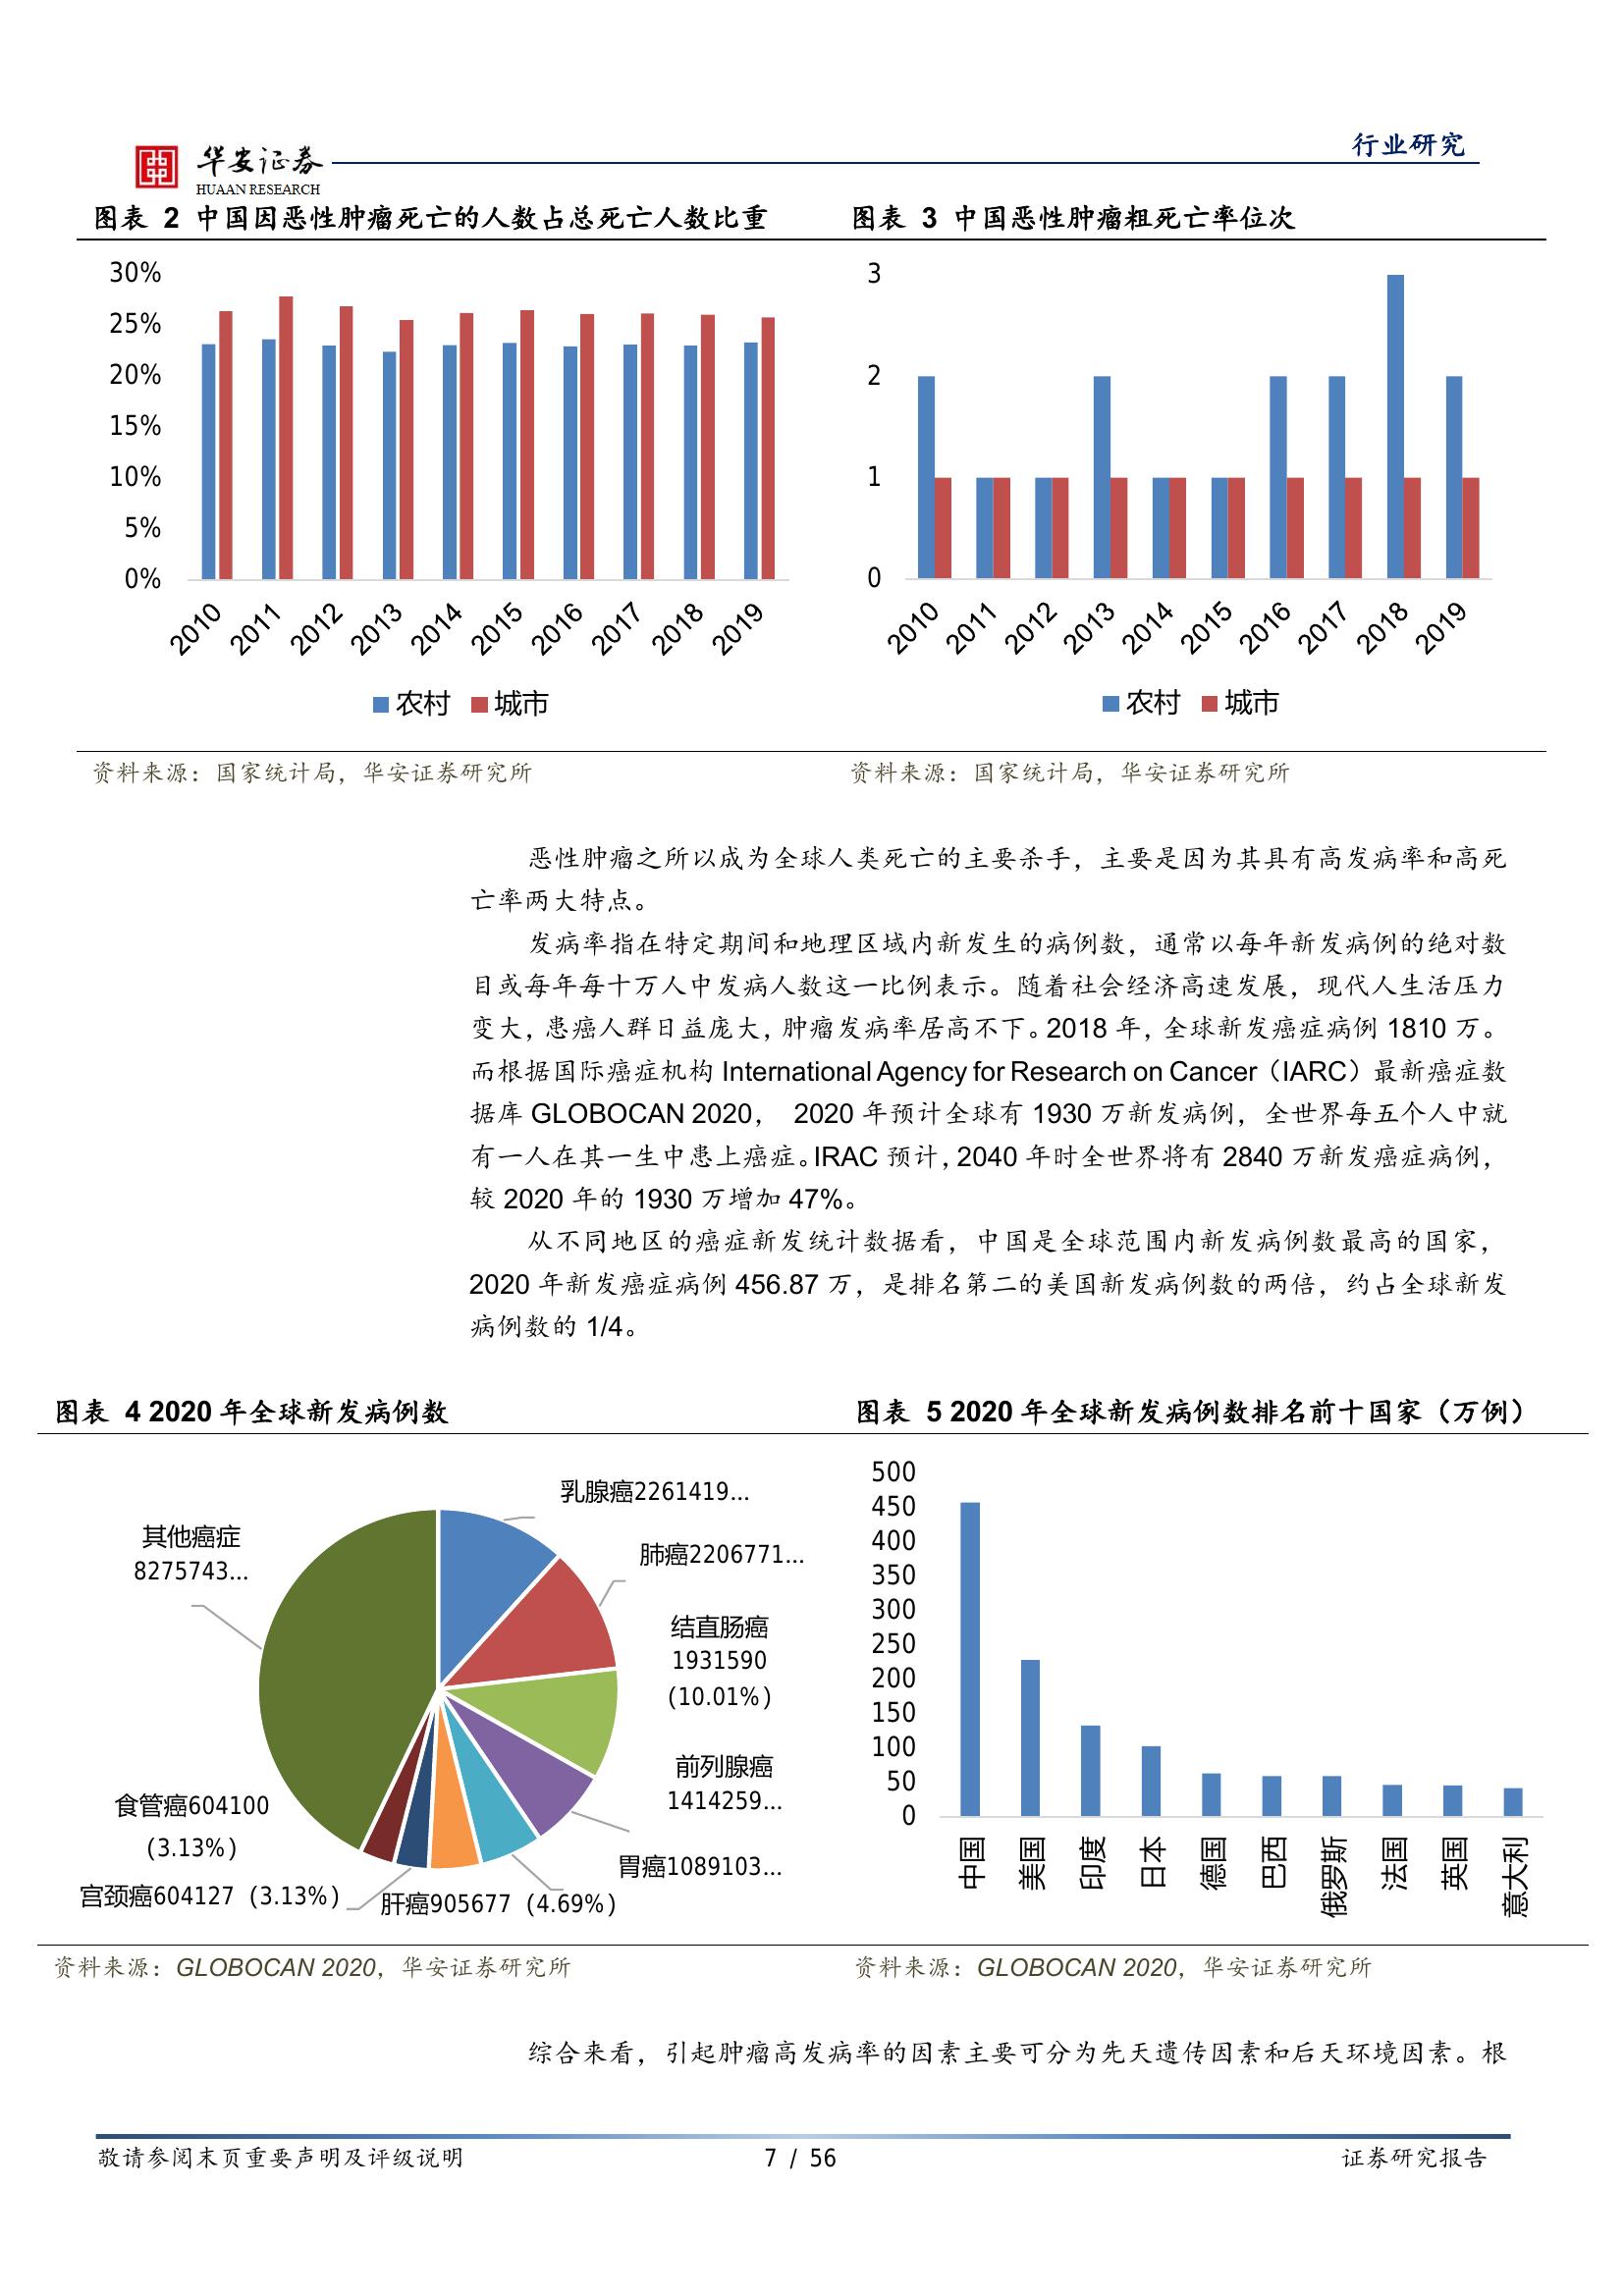 华安证券
HUAAN RESEARCH
行业研究
图表 2 中国因恶性肿瘤死亡的人数占总死亡人数比重
30%
25%
20%
15%
10%
5%
0%
2010
2011
2012
2013
2014
2015
2016
2017
2018
2019
农村 城市
资料来源：国家统计局，华安证券研究所
图表 3 中国恶性肿瘤粗死亡率位次
3
2
1
0
2010
2011
2012
2013
2014
2015
2016
2017
2018
2019
农村 城市
资料来源：国家统计局，华安证券研究所
恶性肿瘤之所以成为全球人类死亡的主要杀手，主要是因为其具有高发病率和高死
亡率两大特点。
发病率指在特定期间和地理区域内新发生的病例数，通常以每年新发病例的绝对数
目或每年每十万人中发病人数这一比例表示。随着社会经济高速发展，现代人生活压力
变大，患癌人群日益庞大，肿瘤发病率居高不下。2018 年，全球新发癌症病例 1810 万。
而根据国际癌症机构 International Agency for Research on Cancer（IARC）最新癌症数
据库 GLOBOCAN 2020， 2020 年预计全球有 1930 万新发病例，全世界每五个人中就
有一人在其一生中患上癌症。IRAC 预计，2040 年时全世界将有 2840 万新发癌症病例，
较 2020 年的 1930 万增加 47%。
从不同地区的癌症新发统计数据看，中国是全球范围内新发病例数最高的国家，
2020 年新发癌症病例 456.87 万，是排名第二的美国新发病例数的两倍，约占全球新发
病例数的 1/4。
图表 4 2020 年全球新发病例数
乳腺癌2261419...
肺癌2206771...
结直肠癌
1931590
(10.01%)
前列腺癌
1414259...
胃癌1089103...
肝癌905677 (4.69%)
宫颈癌604127 (3.13%)
食管癌604100
(3.13%)
其他癌症
8275743...
资料来源：GLOBOCAN 2020，华安证券研究所
图表 5 2020 年全球新发病例数排名前十国家（万例）
500
450
400
350
300
250
200
150
100
50
0
中国
美国
印度
日本
德国
巴西
俄罗斯
法国
英国
意大利
资料来源：GLOBOCAN 2020，华安证券研究所
综合来看，引起肿瘤高发病率的因素主要可分为先天遗传因素和后天环境因素。根
敬请参阅末页重要声明及评级说明
7 / 56
证券研究报告